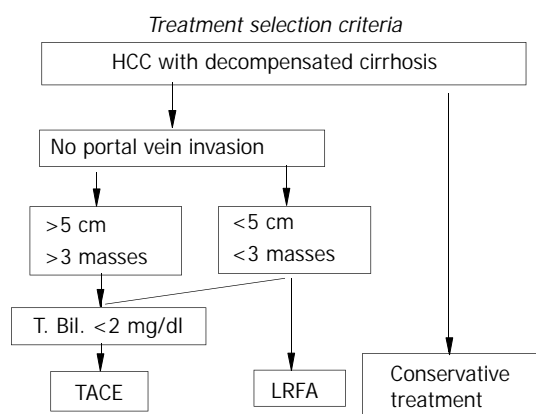 Treatment selection criteria
HCC with decompensated cirrhosis
No portal vein invasion
>5 cm
>3 masses
<5 cm
<3 masses
T. Bil. <2 mg/dl
TACE
LRFA
Conservative
treatment